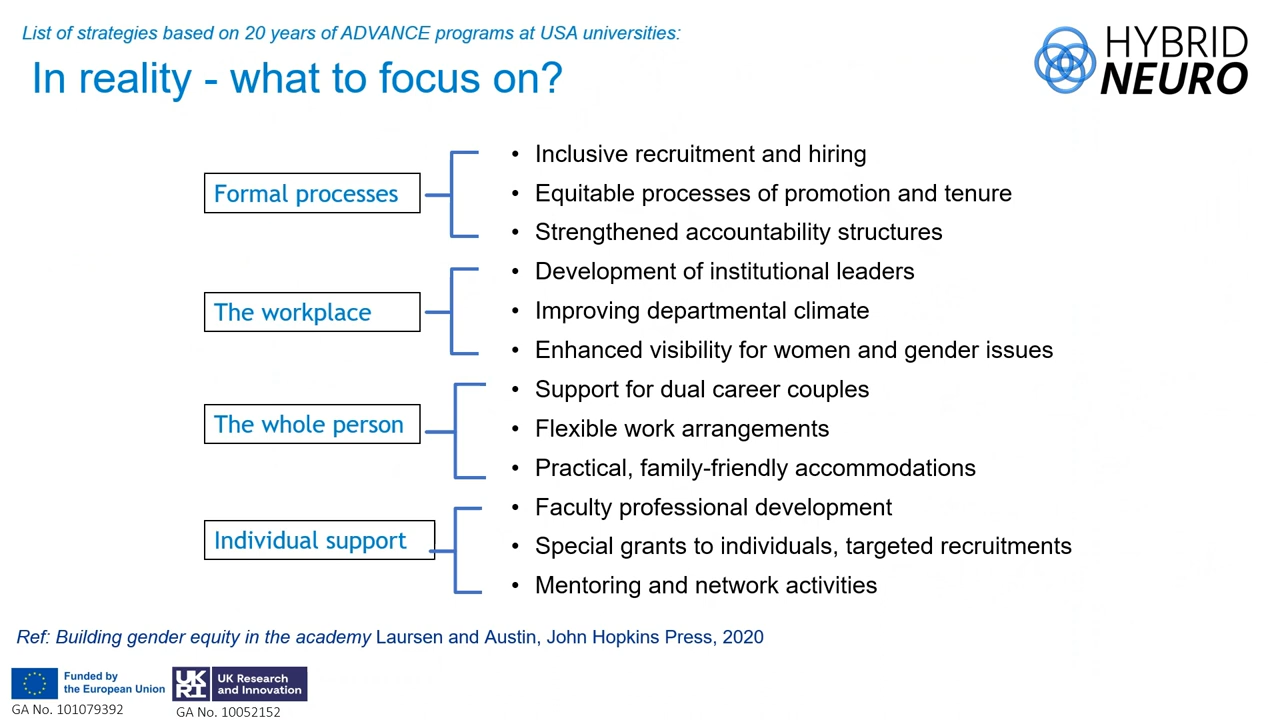 List of strategies based on 20 years of ADVANCE programs at USA universities:
In reality - what to focus on?
HYBRID
NEURO
Formal processes
• Inclusive recruitment and hiring
• Equitable processes of promotion and tenure
• Strengthened accountability structures
The workplace
• Development of institutional leaders
• Improving departmental climate
• Enhanced visibility for women and gender issues
The whole person
• Support for dual career couples
• Flexible work arrangements
• Practical, family-friendly accommodations
Individual support
• Faculty professional development
• Special grants to individuals, targeted recruitments
• Mentoring and network activities
Ref: Building gender equity in the academy Laursen and Austin, John Hopkins Press, 2020
Funded by
the European Union
GA No. 101079392
UK
RI
UK Research
and Innovation
GA No. 10052152